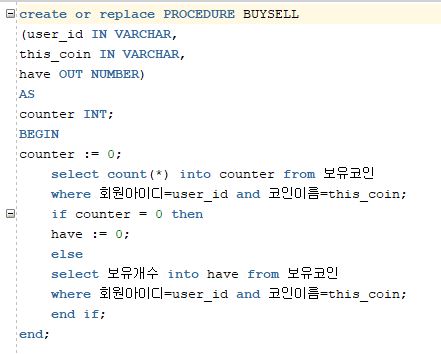 create or replace PROCEDURE BUYSELL
(user_id IN VARCHAR,
this_coin IN VARCHAR,
have OUT NUMBER)
AS
counter INT;
BEGIN
counter := 0;
    select count(*) into counter from 보유코인
    where 회원아이디=user_id and 코인이름=this_coin;
    if counter = 0 then
    have := 0;
    else
    select 보유개수 into have from 보유코인
    where 회원아이디=user_id and 코인이름=this_coin;
    end if;
end;